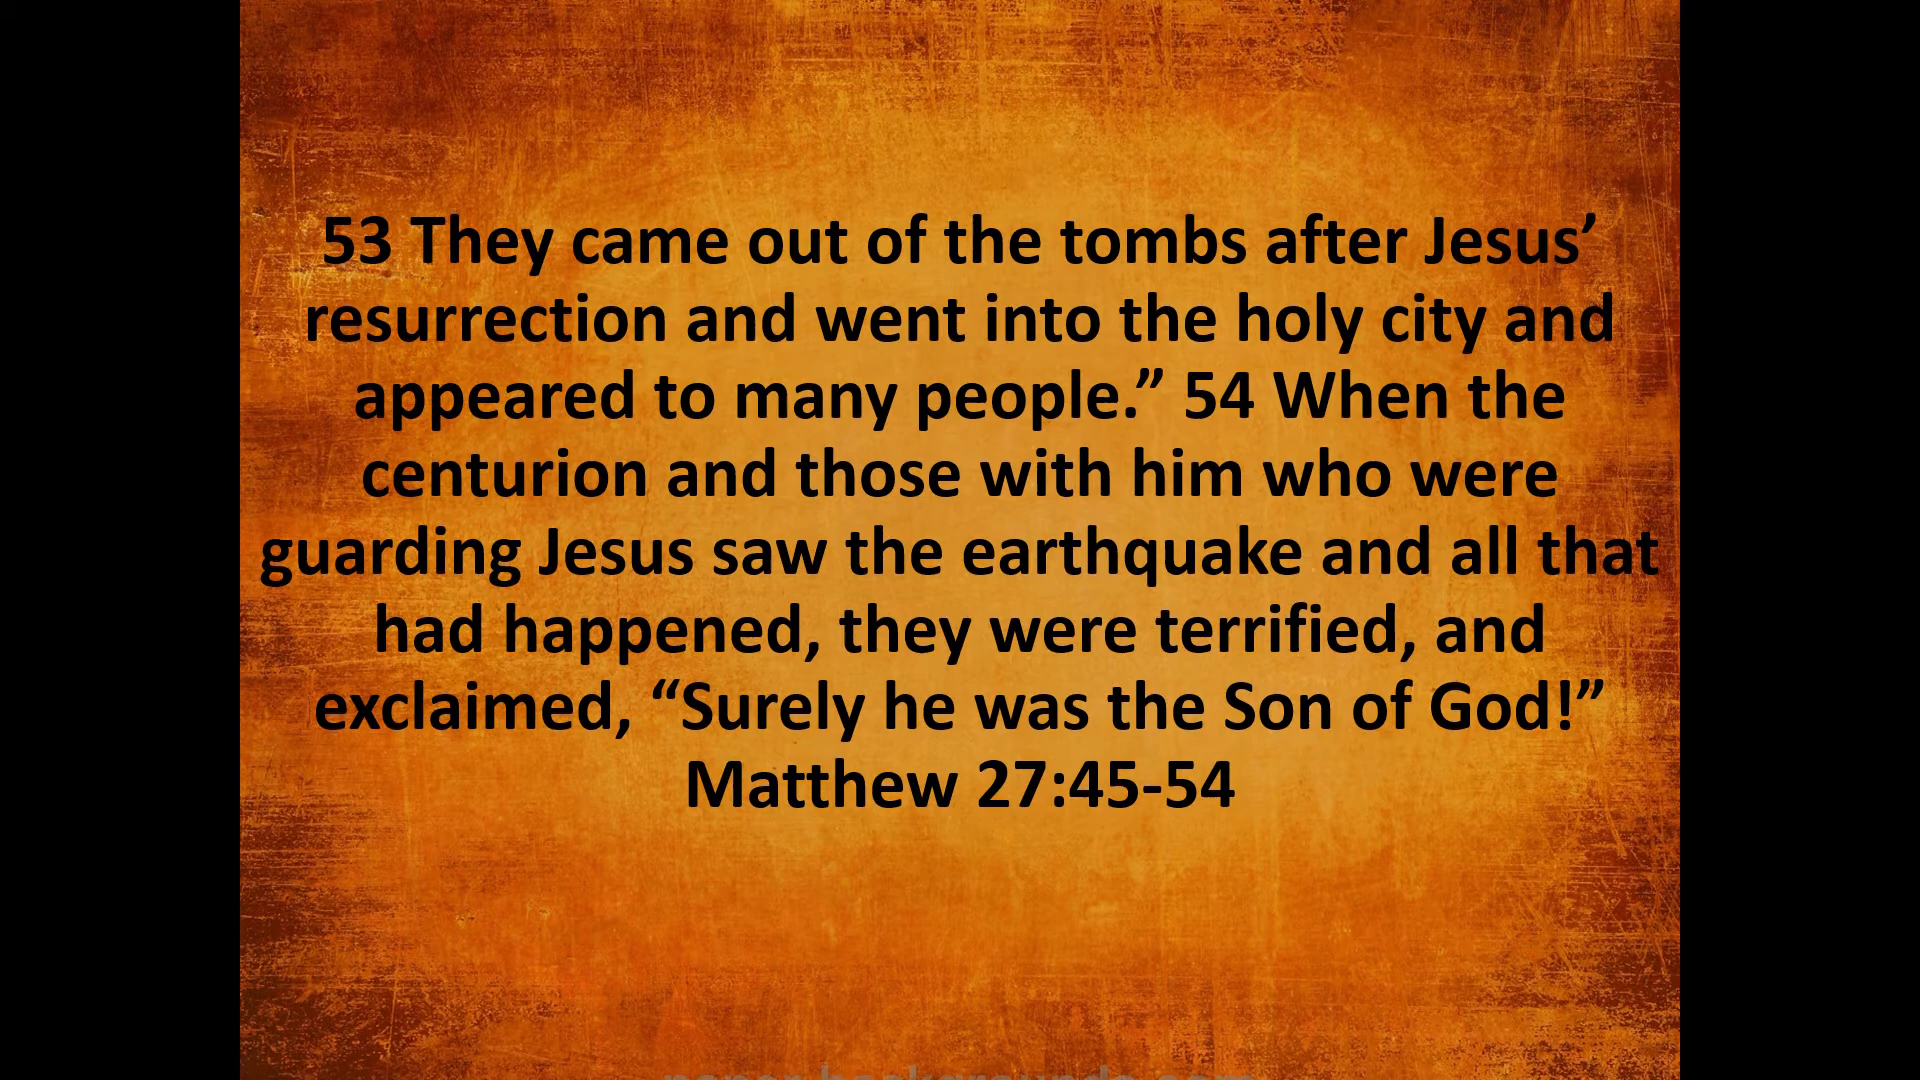 53 They came out of the tombs after Jesus’
resurrection and went into the holy city and
appeared to many people.” 54 When the
centurion and those with him who were
guarding Jesus saw the earthquake and all that
had happened, they were terrified, and
exclaimed, “Surely he was the Son of God!”
Matthew 27:45-54